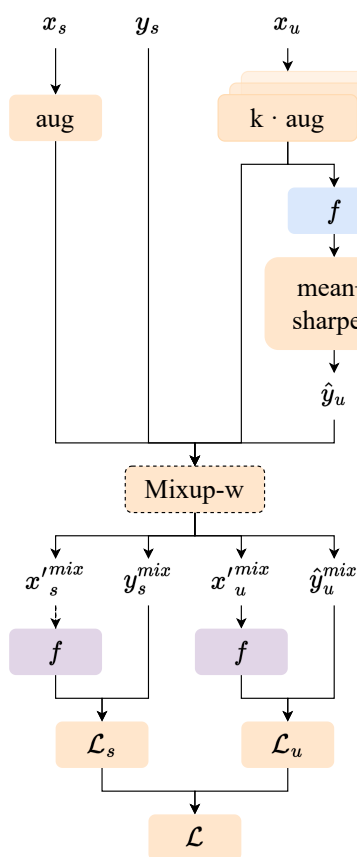 x_s y_s x_u
aug
k · aug
f
mean-
sharpe
ŷ_u
Mixup-w
x'_s^{mix} y_s^{mix} x'_u^{mix} ŷ_u^{mix}
f f
ℒ_s ℒ_u
ℒ